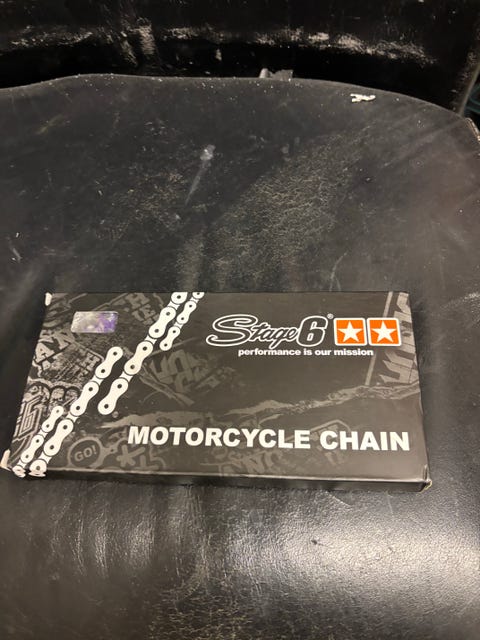 Stage6®
performance is our mission
MOTORCYCLE CHAIN
GO!